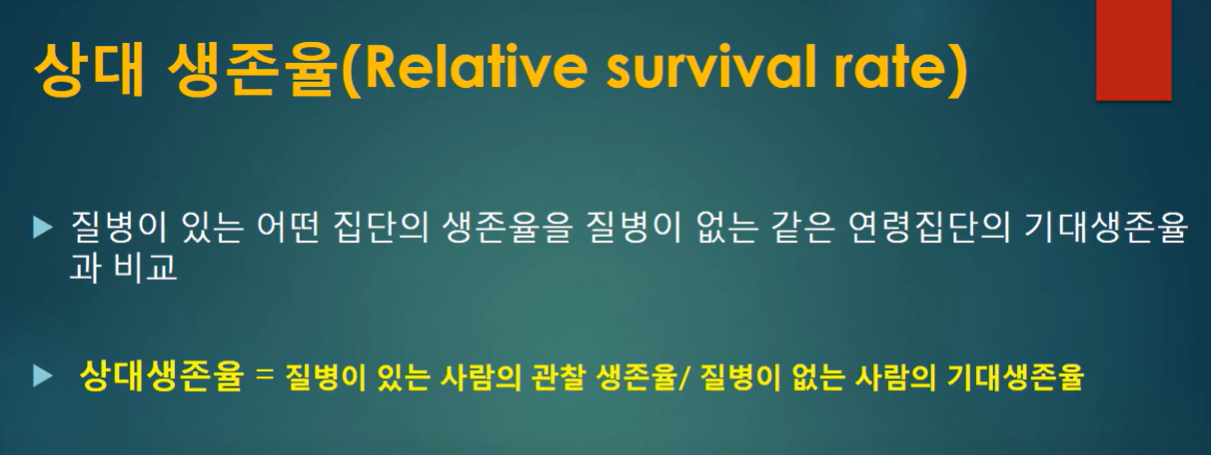 상대 생존율(Relative survival rate)
질병이 있는 어떤 집단의 생존율을 질병이 없는 같은 연령집단의 기대생존율
과 비교
상대생존율 = 질병이 있는 사람의 관찰 생존율/ 질병이 없는 사람의 기대생존율